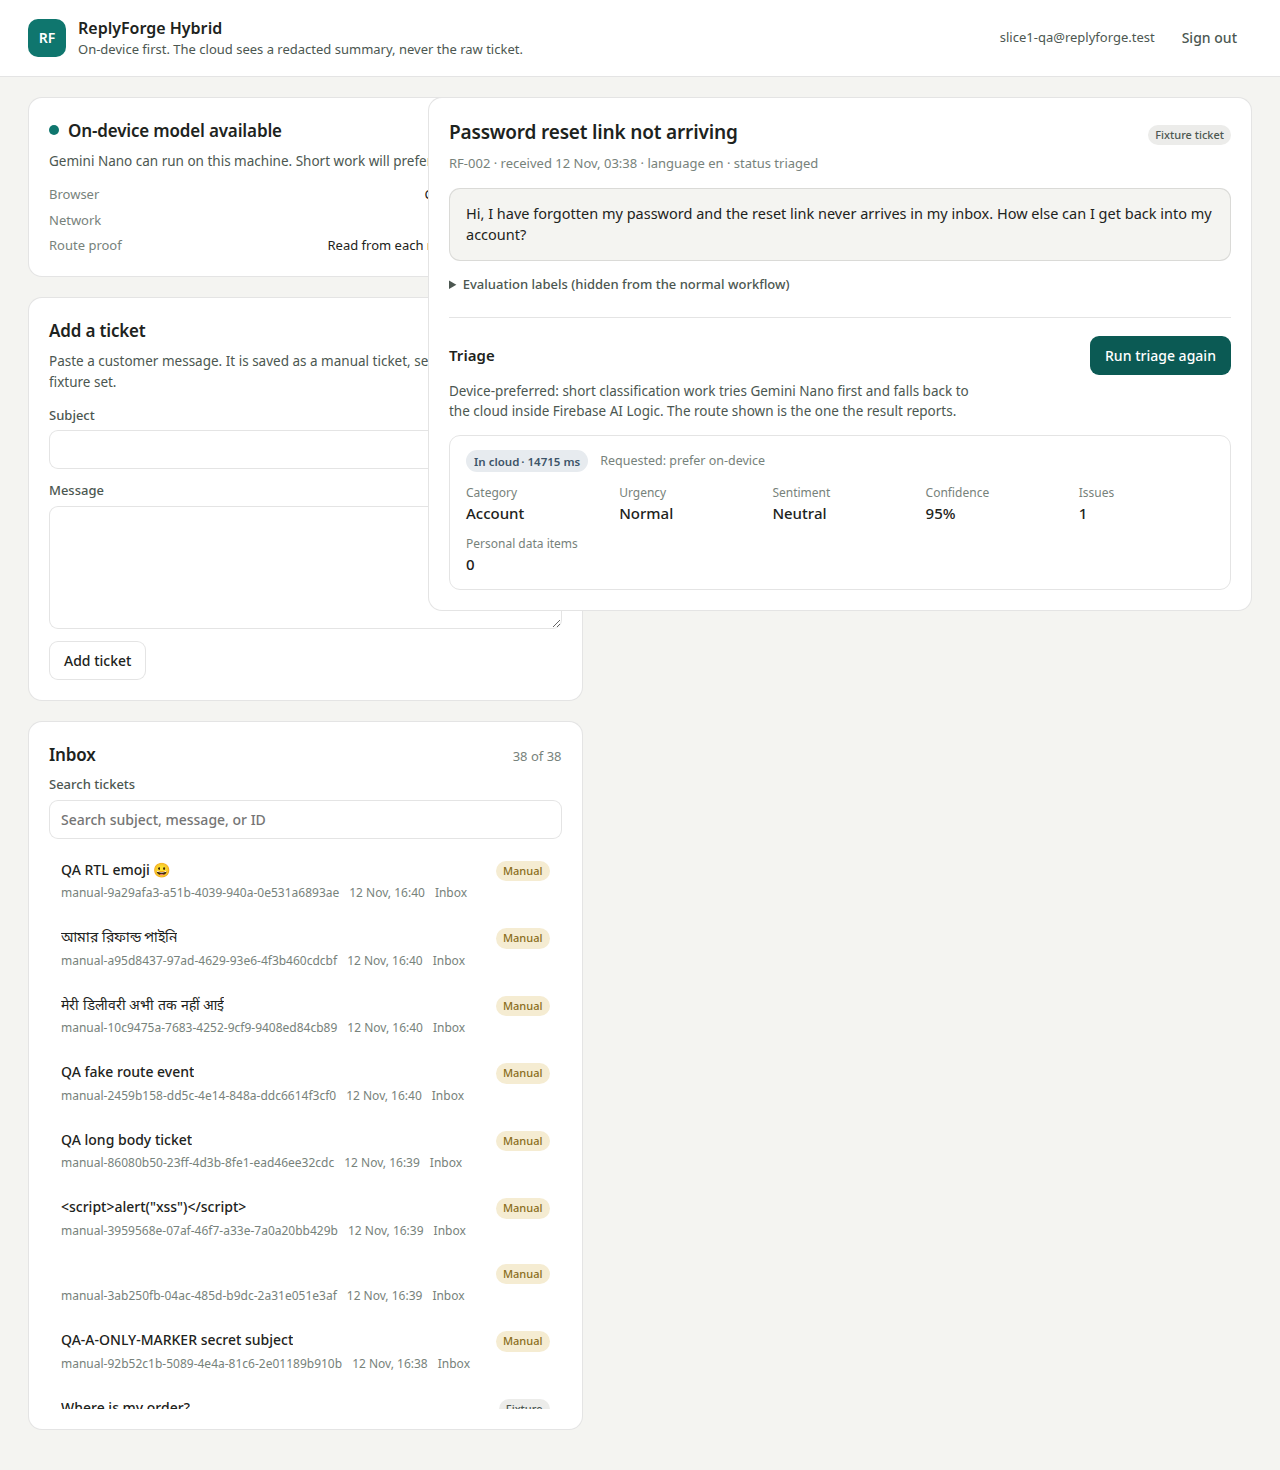 RF
ReplyForge Hybrid
On-device first. The cloud sees a redacted summary, never the raw ticket.
slice1-qa@replyforge.test
Sign out
On-device model available
Gemini Nano can run on this machine. Short work will prefe
Browser
Network
Route proof
Read from each
Add a ticket
Paste a customer message. It is saved as a manual ticket, se
fixture set.
Subject
Message
Add ticket
Inbox
38 of 38
Search tickets
Search subject, message, or ID
QA RTL emoji 😀
Manual
manual-9a29afa3-a51b-4039-940a-0e531a6893ae 12 Nov, 16:40 Inbox
আমার রিফান্ড পাইনি
Manual
manual-a95d8437-97ad-4629-93e6-4f3b460cdcbf 12 Nov, 16:40 Inbox
मेरी डिलीवरी अभी तक नहीं आई
Manual
manual-10c9475a-7683-4252-9cf9-9408ed84cb89 12 Nov, 16:40 Inbox
QA fake route event
Manual
manual-2459b158-dd5c-4e14-848a-ddc6614f3cf0 12 Nov, 16:40 Inbox
QA long body ticket
Manual
manual-86080b50-23ff-4d3b-8fe1-ead46ee32cdc 12 Nov, 16:39 Inbox
<script>alert("xss")</script>
Manual
manual-3959568e-07af-46f7-a33e-7a0a20bb429b 12 Nov, 16:39 Inbox
Manual
manual-3ab250fb-04ac-485d-b9dc-2a31e051e3af 12 Nov, 16:39 Inbox
QA-A-ONLY-MARKER secret subject
Manual
manual-92b52c1b-5089-4e4a-81c6-2e01189b910b 12 Nov, 16:38 Inbox
Where is my order?
Fixture
Password reset link not arriving
Fixture ticket
RF-002 · received 12 Nov, 03:38 · language en · status triaged
Hi, I have forgotten my password and the reset link never arrives in my inbox. How else can I get back into my
account?
Evaluation labels (hidden from the normal workflow)
Triage
Run triage again
Device-preferred: short classification work tries Gemini Nano first and falls back to
the cloud inside Firebase AI Logic. The route shown is the one the result reports.
In cloud · 14715 ms
Requested: prefer on-device
Category
Account
Urgency
Normal
Sentiment
Neutral
Confidence
95%
Issues
1
Personal data items
0